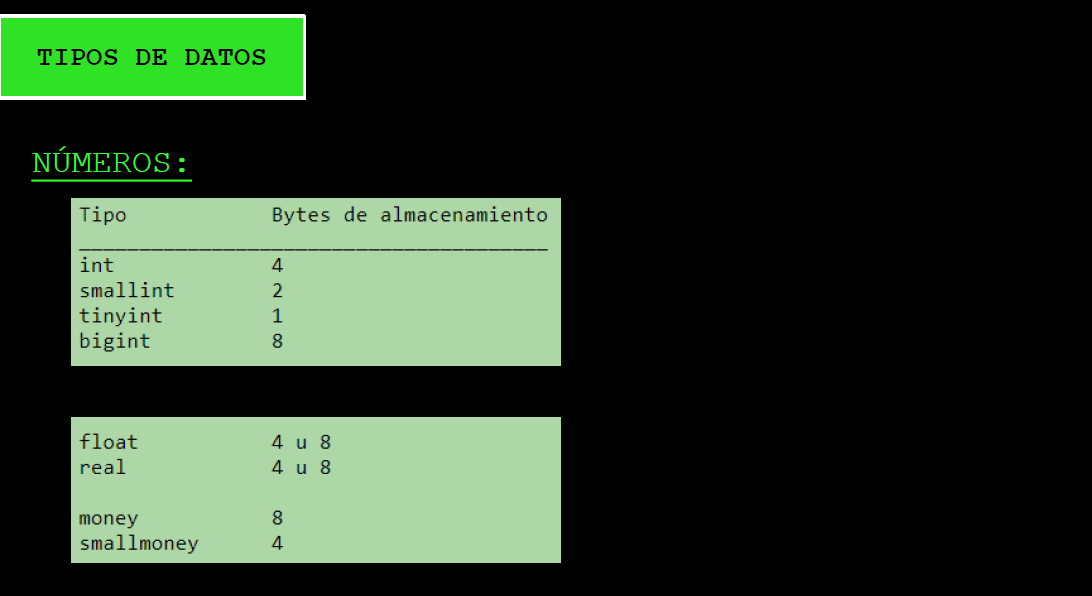 TIPOS DE DATOS
NÚMEROS:
Tipo Bytes de almacenamiento
_______________________________________
int 4
smallint 2
tinyint 1
bigint 8
float 4 u 8
real 4 u 8
money 8
smallmoney 4